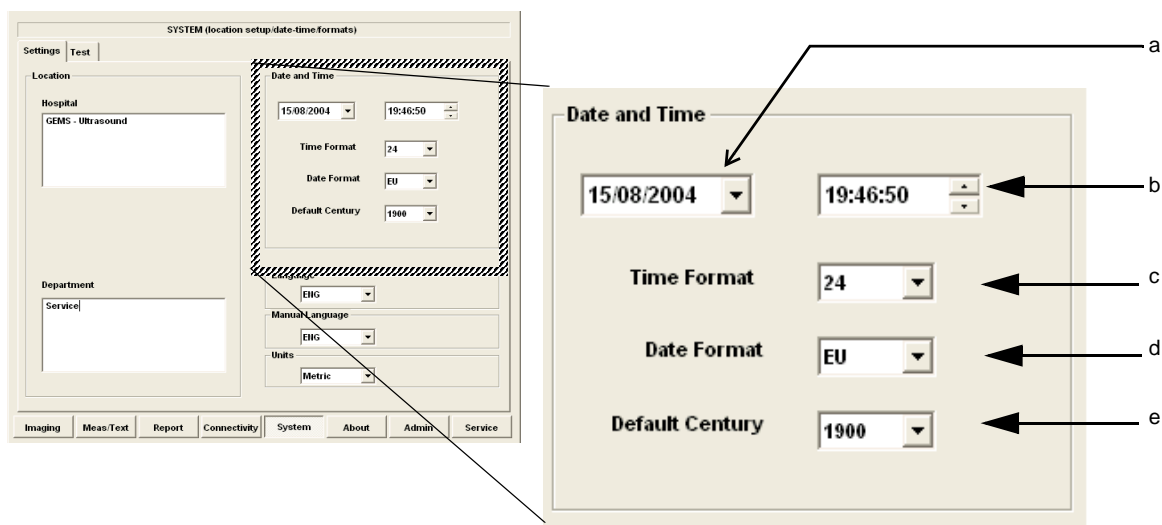 SYSTEM (location setup/date-time/formats)
Settings Test
Location
Hospital
GEMS - Ultrasound
Department
Service
Date and Time
15/08/2004 19:46:50
Time Format 24
Date Format EU
Default Century 1900
Language
ENG
Manual Language
ENG
Units
Metric
Imaging Meas/Text Report Connectivity System About Admin Service
Date and Time
15/08/2004 19:46:50
Time Format 24
Date Format EU
Default Century 1900
a
b
c
d
e